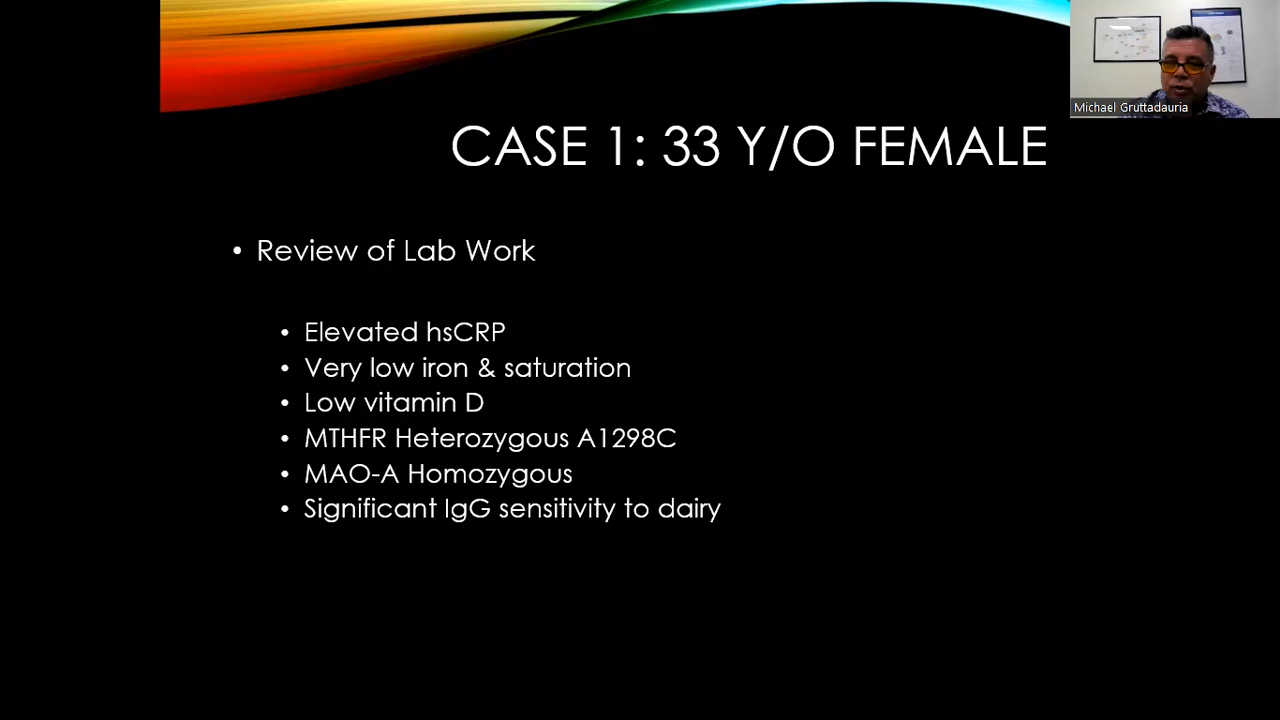 Michael Gruttadauria
CASE 1: 33 Y/O FEMALE
• Review of Lab Work
• Elevated hsCRP
• Very low iron & saturation
• Low vitamin D
• MTHFR Heterozygous A1298C
• MAO-A Homozygous
• Significant IgG sensitivity to dairy